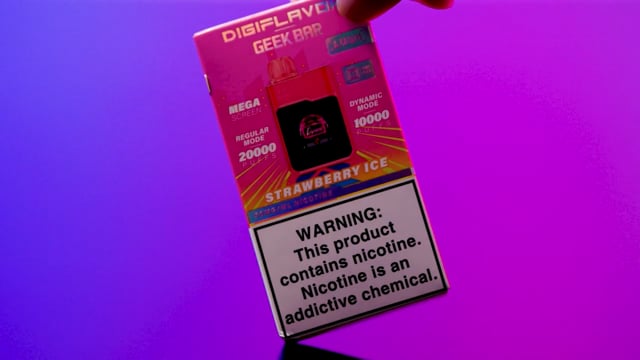 DIGIFLAVOR
GEEK BAR
MEGA
SCREEN
REGULAR
MODE
20000
PUFFS
DYNAMIC
MODE
10000
PUFFS
STRAWBERRY ICE
WARNING:
This product
contains nicotine.
Nicotine is an
addictive chemical.